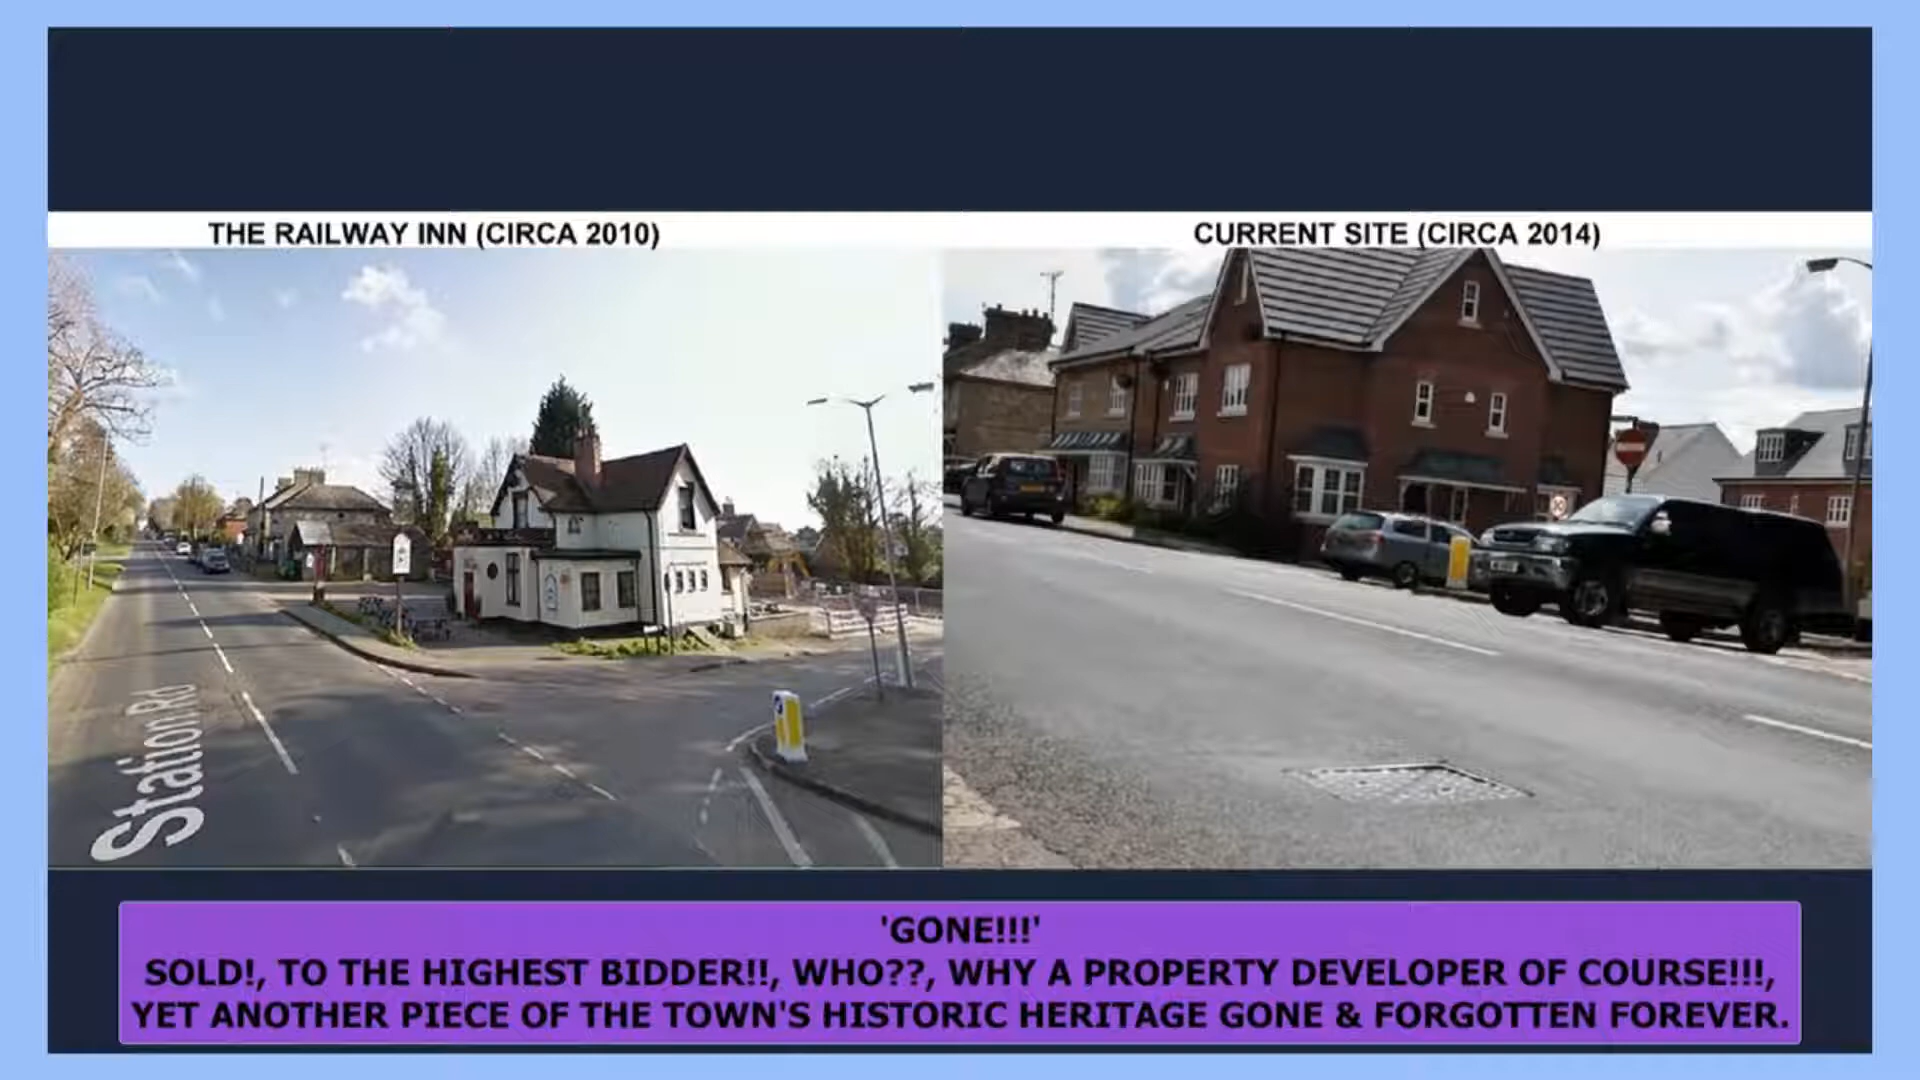 THE RAILWAY INN (CIRCA 2010)
CURRENT SITE (CIRCA 2014)
Station Rd
'GONE!!!'
SOLD!, TO THE HIGHEST BIDDER!!, WHO??, WHY A PROPERTY DEVELOPER OF COURSE!!!,
YET ANOTHER PIECE OF THE TOWN'S HISTORIC HERITAGE GONE & FORGOTTEN FOREVER.